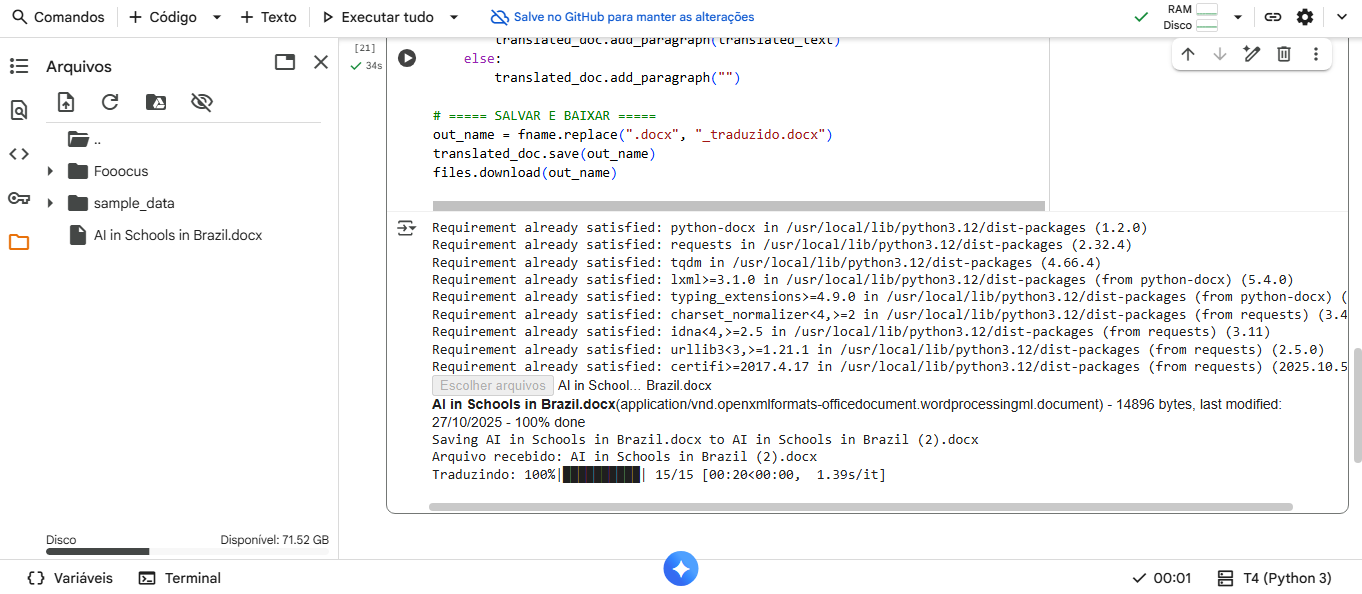 Comandos + Código + Texto Executar tudo Salve no GitHub para manter as alterações RAM
Disco
Arquivos
..
Fooocus
sample_data
AI in Schools in Brazil.docx
Disco Disponível: 71.52 GB
[21]
34s
translated_doc.add_paragraph(translated_text)
else:
translated_doc.add_paragraph("")
# ===== SALVAR E BAIXAR =====
out_name = fname.replace(".docx", "_traduzido.docx")
translated_doc.save(out_name)
files.download(out_name)
Requirement already satisfied: python-docx in /usr/local/lib/python3.12/dist-packages (1.2.0)
Requirement already satisfied: requests in /usr/local/lib/python3.12/dist-packages (2.32.4)
Requirement already satisfied: tqdm in /usr/local/lib/python3.12/dist-packages (4.66.4)
Requirement already satisfied: lxml>=3.1.0 in /usr/local/lib/python3.12/dist-packages (from python-docx) (5.4.0)
Requirement already satisfied: typing_extensions>=4.9.0 in /usr/local/lib/python3.12/dist-packages (from python-docx) (
Requirement already satisfied: charset_normalizer<4,>=2 in /usr/local/lib/python3.12/dist-packages (from requests) (3.4
Requirement already satisfied: idna<4,>=2.5 in /usr/local/lib/python3.12/dist-packages (from requests) (3.11)
Requirement already satisfied: urllib3<3,>=1.21.1 in /usr/local/lib/python3.12/dist-packages (from requests) (2.5.0)
Requirement already satisfied: certifi>=2017.4.17 in /usr/local/lib/python3.12/dist-packages (from requests) (2025.10.5
Escolher arquivos AI in School... Brazil.docx
AI in Schools in Brazil.docx(application/vnd.openxmlformats-officedocument.wordprocessingml.document) - 14896 bytes, last modified:
27/10/2025 - 100% done
Saving AI in Schools in Brazil.docx to AI in Schools in Brazil (2).docx
Arquivo recebido: AI in Schools in Brazil (2).docx
Traduzindo: 100%|██████████| 15/15 [00:20<00:00, 1.39s/it]
{} Variáveis Terminal 00:01 T4 (Python 3)